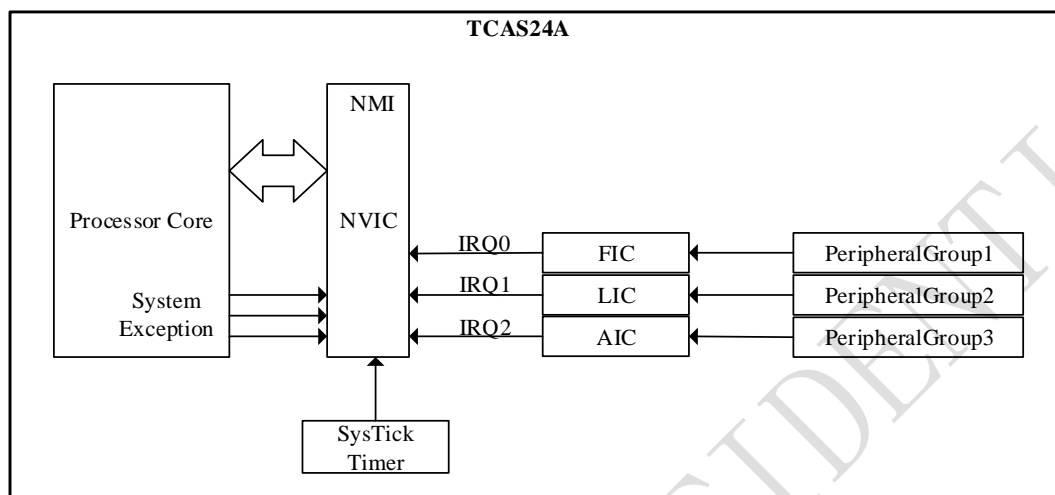 TCAS24A
NMI
Processor Core
NVIC
System
Exception
IRQ0
FIC
PeripheralGroup1
IRQ1
LIC
PeripheralGroup2
IRQ2
AIC
PeripheralGroup3
SysTick
Timer